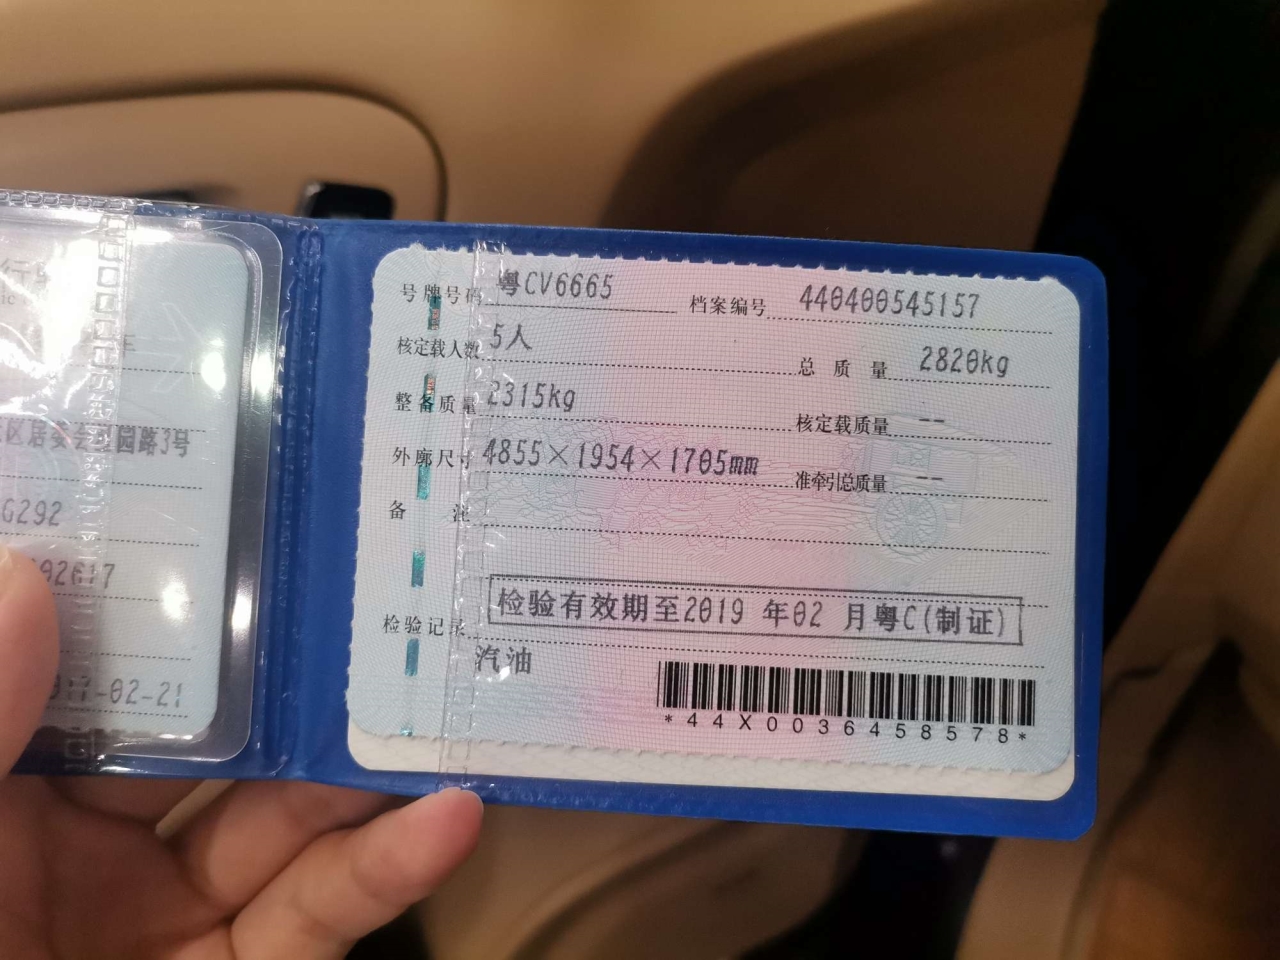 行
车
区居委会
园路3号
G292
92017
-02-21
号牌号码 粤CV6665 档案编号 440400545157
核定载人数 5人 总质量 2820kg
整备质量 2315kg 核定载质量 --
外廓尺寸 4855×1954×1705mm 准牵引总质量 --
备注
检验记录 检验有效期至2019 年02 月粤C(制证)
汽油
*44X0036458578*